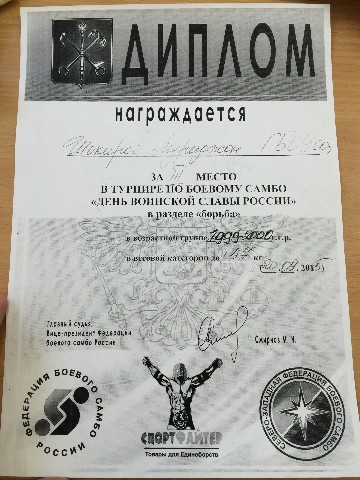 ДИПЛОМ
награждается
ЗА III МЕСТО
В ТУРНИРЕ ПО БОЕВОМУ САМБО
«ДЕНЬ ВОИНСКОЙ СЛАВЫ РОССИИ»
в разделе «борьба»
в возрастной группе 1999-2000 г.р.
в весовой категории до кг
Главный судья,
Вице-президент Федерации
боевого самбо России
Смирнов
ФЕДЕРАЦИЯ БОЕВОГО САМБО РОССИИ
СПОРТФАЙТЕР
Товары для Единоборств
СЕВЕРО-ЗАПАДНАЯ ФЕДЕРАЦИЯ БОЕВОГО САМБО